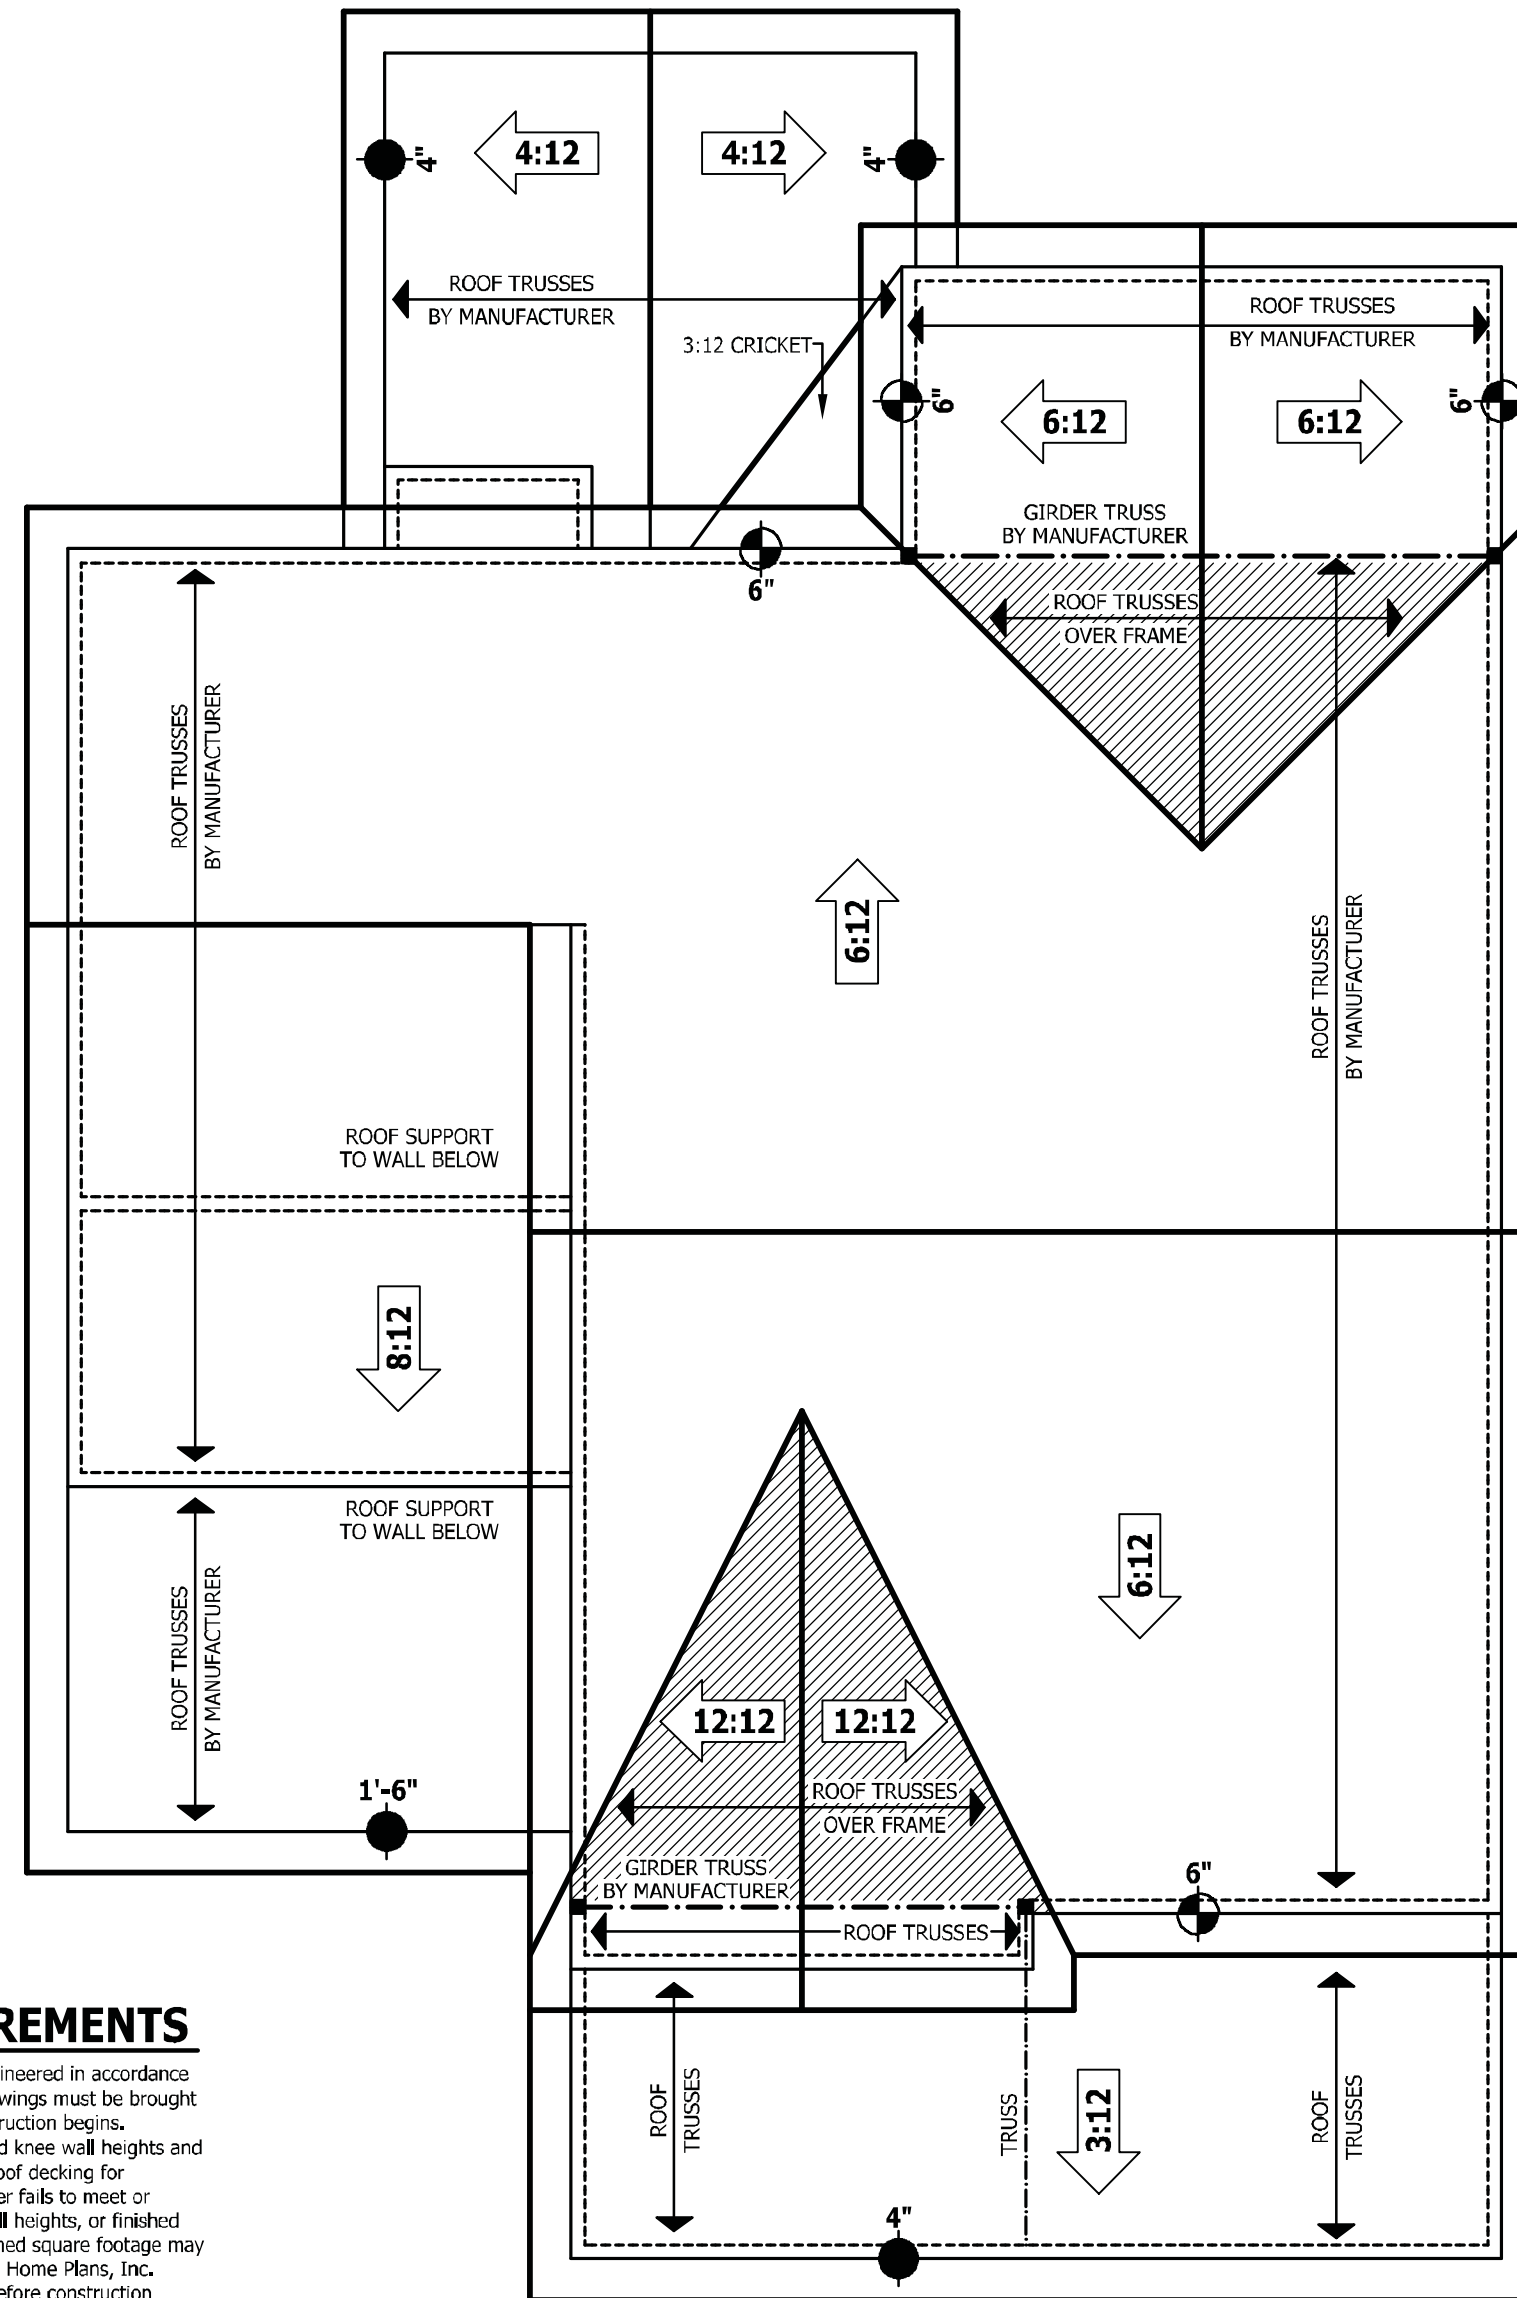 4:12
4:12
4"
4"
ROOF TRUSSES
BY MANUFACTURER
ROOF TRUSSES
BY MANUFACTURER
3:12 CRICKET
6"
6"
6:12
6:12
GIRDER TRUSS
BY MANUFACTURER
6"
ROOF TRUSSES
OVER FRAME
ROOF TRUSSES
BY MANUFACTURER
6:12
ROOF TRUSSES
BY MANUFACTURER
ROOF SUPPORT
TO WALL BELOW
8:12
ROOF SUPPORT
TO WALL BELOW
6:12
ROOF TRUSSES
BY MANUFACTURER
12:12
12:12
1'-6"
ROOF TRUSSES
OVER FRAME
GIRDER TRUSS
BY MANUFACTURER
6"
ROOF TRUSSES
ROOF
TRUSSES
TRUSS
3:12
ROOF
TRUSSES
4"
REMENTS
ineered in accordance
wings must be brought
ruction begins.
d knee wall heights and
oof decking for
er fails to meet or
ll heights, or finished
ned square footage may
Home Plans, Inc.
efore construction